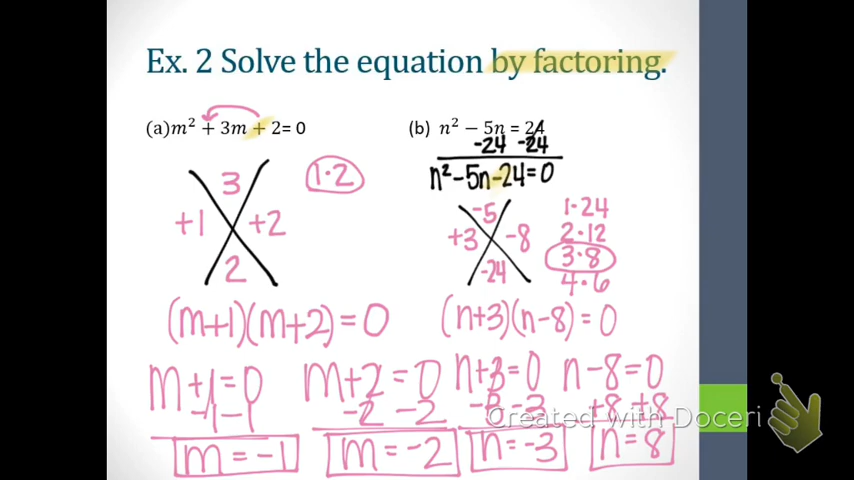 Ex. 2 Solve the equation by factoring.
(a) m² + 3m + 2 = 0
3
1·2
+1 +2
2
(m+1)(m+2) = 0
m+1=0 m+2=0
-1 -1 -2 -2
m = -1 m = -2
(b) n² − 5n = 24
-24 -24
n²-5n-24=0
-5
+3 -8
-24
1·24
2·12
3·8
4·6
(n+3)(n-8) = 0
n+3=0 n-8=0
-3 -3 +8 +8
n=-3 n=8
Created with Doceri